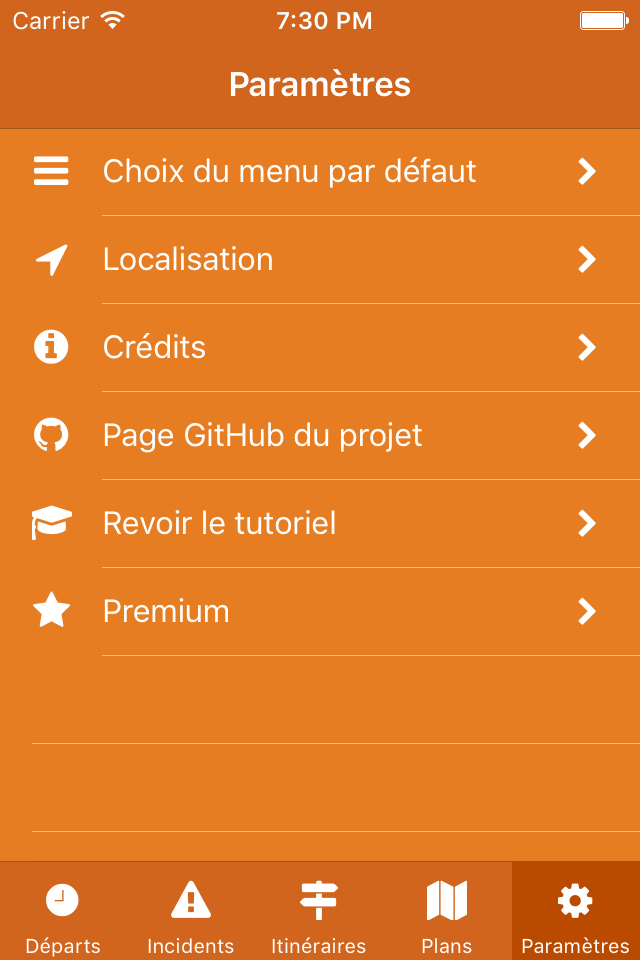 Carrier 7:30 PM
Paramètres
Choix du menu par défaut
Localisation
Crédits
Page GitHub du projet
Revoir le tutoriel
Premium
Départs Incidents Itinéraires Plans Paramètres